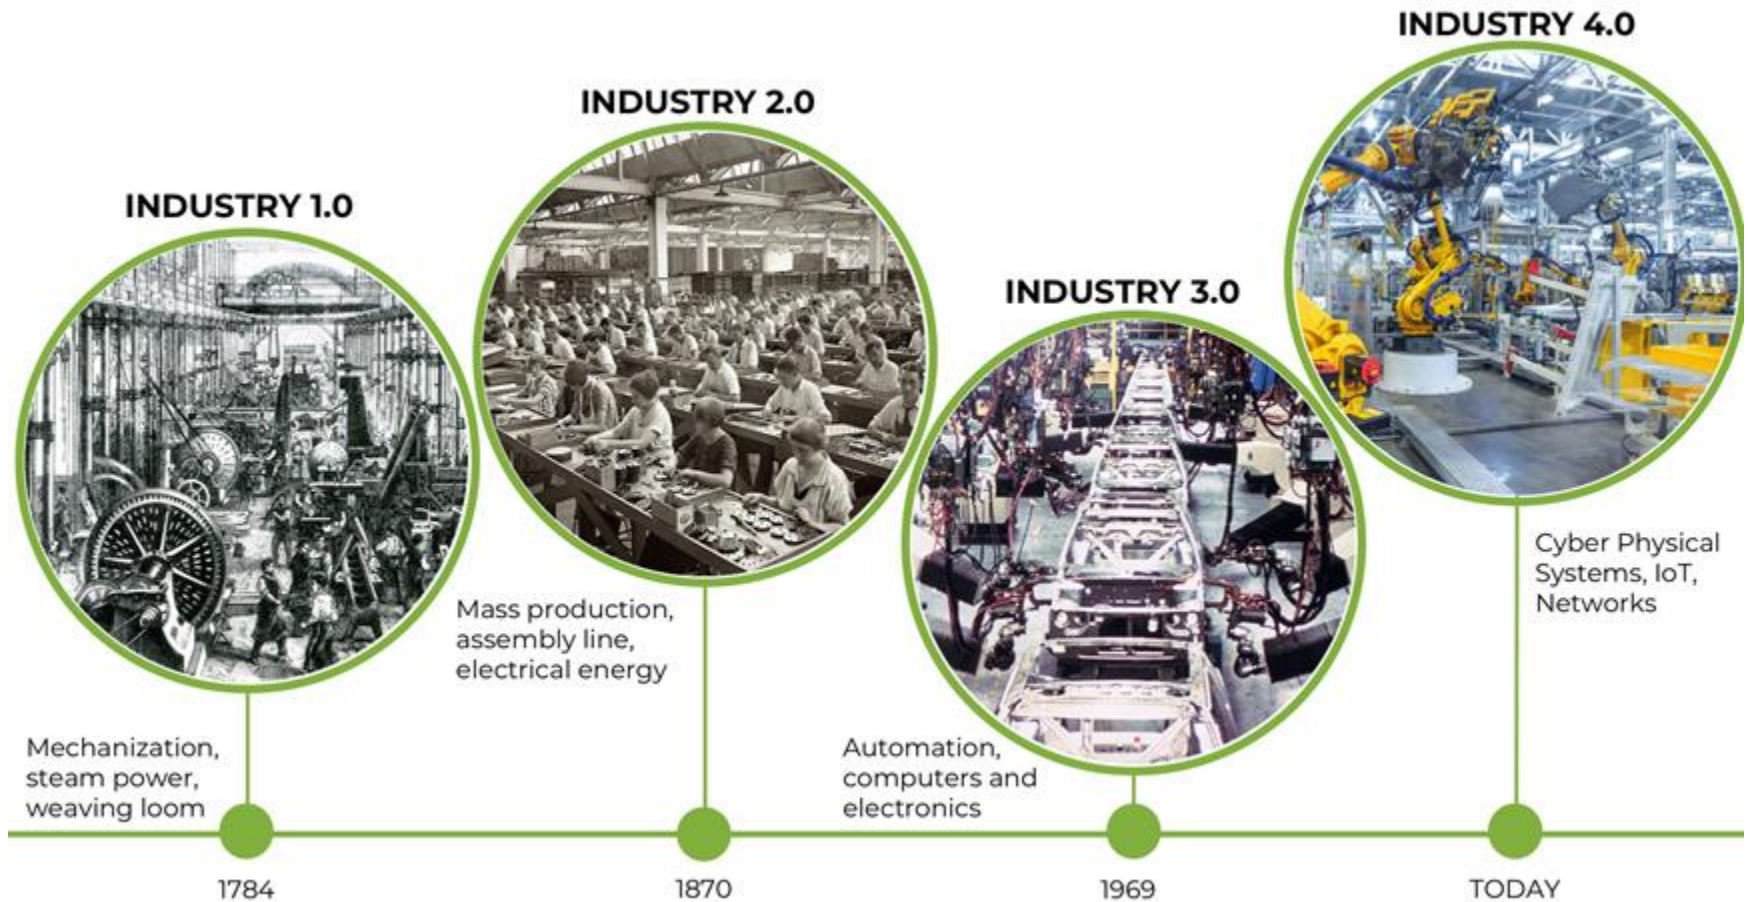 INDUSTRY 1.0
Mechanization,
steam power,
weaving loom
1784
INDUSTRY 2.0
Mass production,
assembly line,
electrical energy
1870
INDUSTRY 3.0
Automation,
computers and
electronics
1969
INDUSTRY 4.0
Cyber Physical
Systems, IoT,
Networks
TODAY